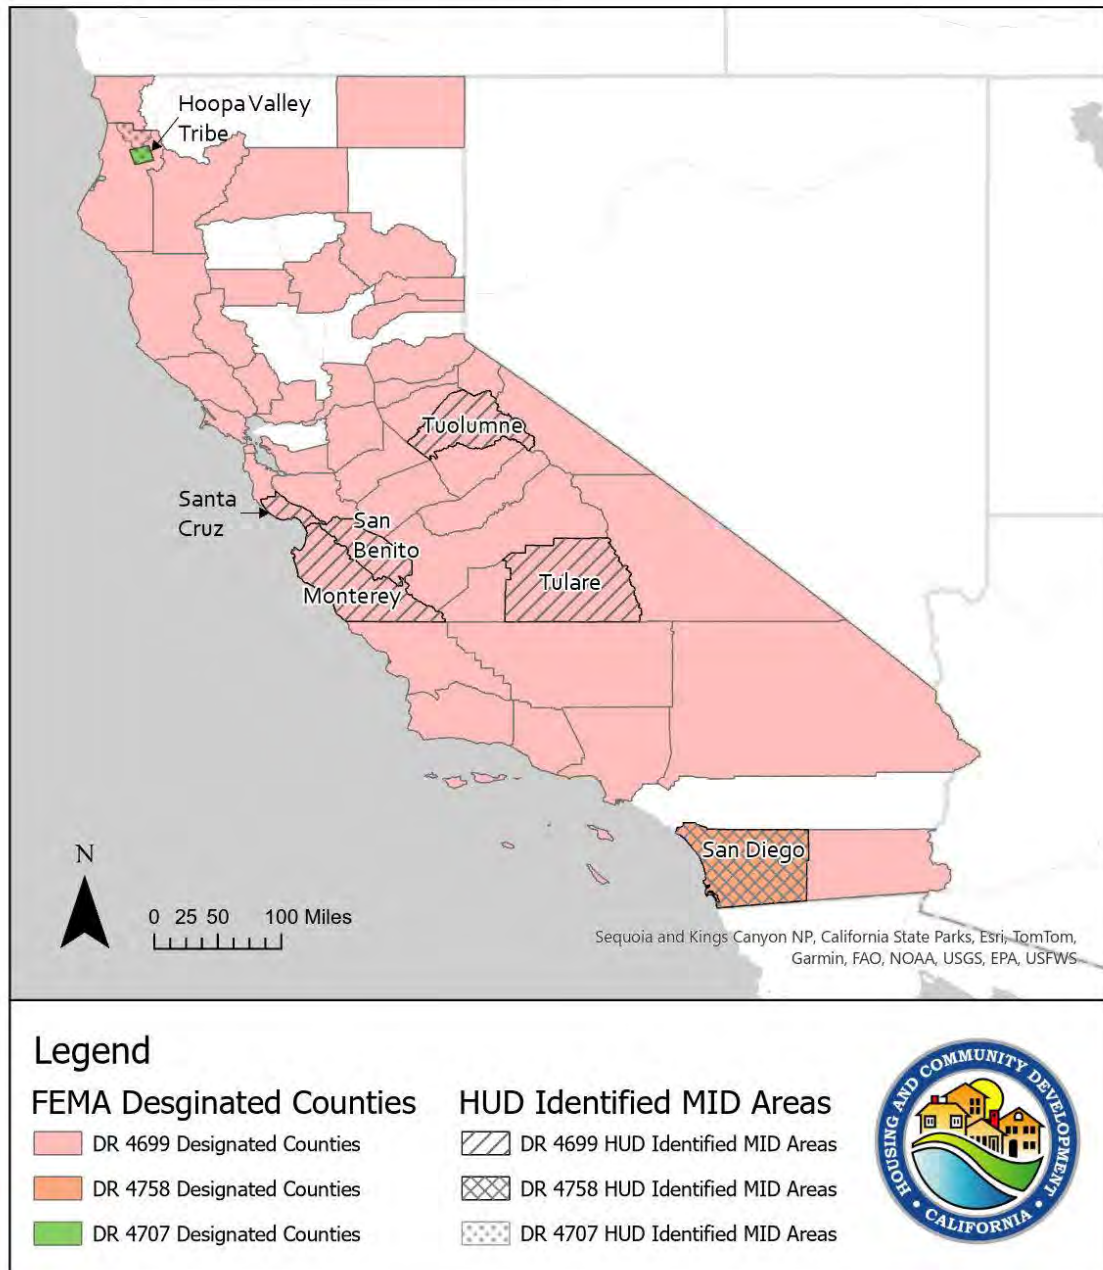 Hoopa Valley
Tribe
Tuolumne
Santa
Cruz
San
Benito
Monterey
Tulare
San Diego
N
0 25 50 100 Miles
Sequoia and Kings Canyon NP, California State Parks, Esri, TomTom,
Garmin, FAO, NOAA, USGS, EPA, USFWS
Legend
FEMA Desginated Counties
DR 4699 Designated Counties
DR 4758 Designated Counties
DR 4707 Designated Counties
HUD Identified MID Areas
DR 4699 HUD Identified MID Areas
DR 4758 HUD Identified MID Areas
DR 4707 HUD Identified MID Areas
HOUSING AND COMMUNITY DEVELOPMENT
• CALIFORNIA •